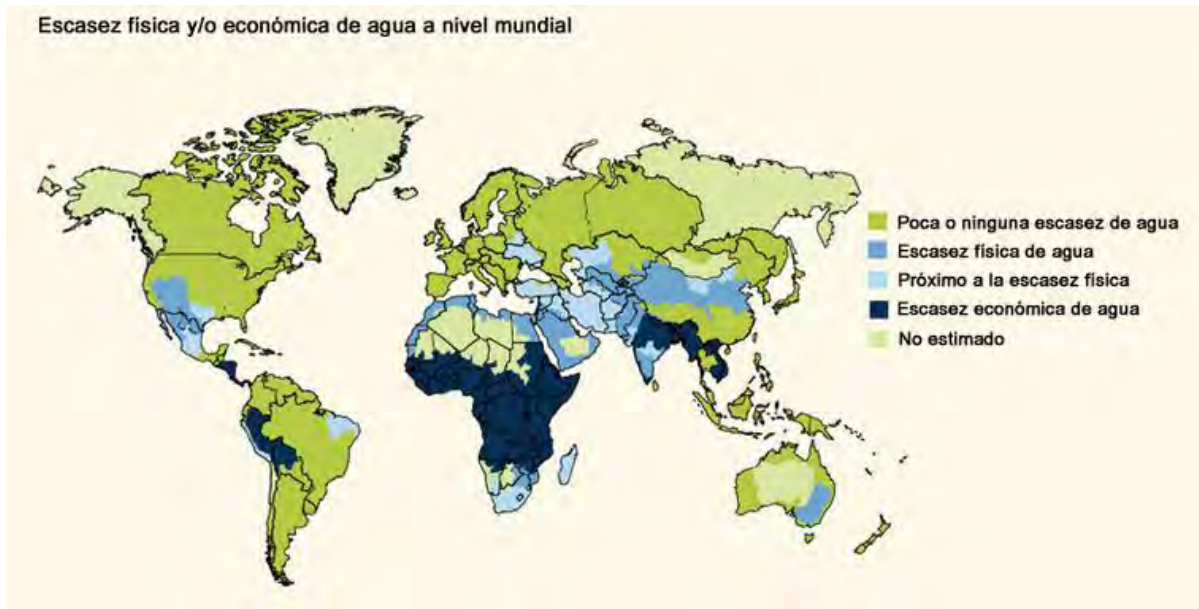 Escasez física y/o económica de agua a nivel mundial
Poca o ninguna escasez de agua
Escasez física de agua
Próximo a la escasez física
Escasez económica de agua
No estimado